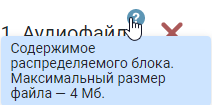 1. Аудиофайл ?
Содержимое
распределяемого блока.
Максимальный размер
файла — 4 Мб.